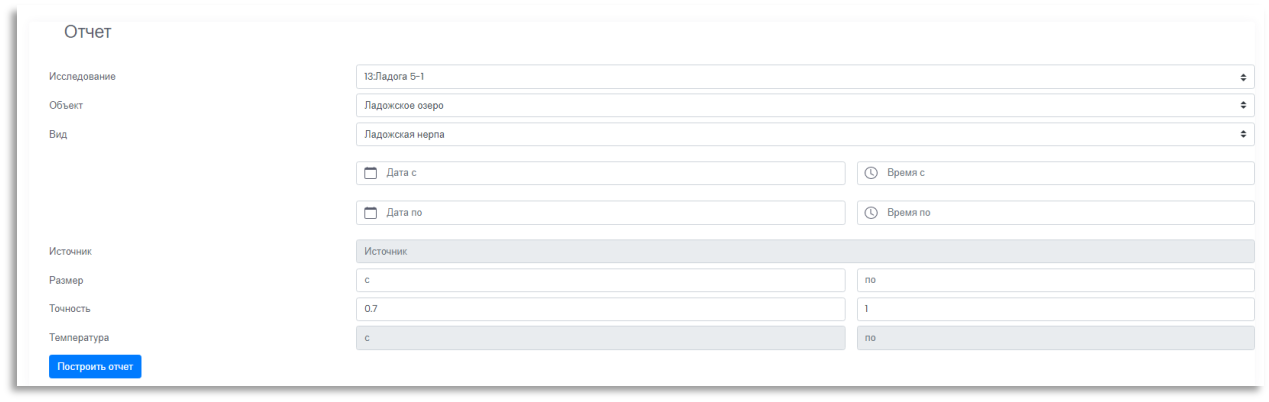 Отчет
Исследование 13:Ладога 5-1
Объект Ладожское озеро
Вид Ладожская нерпа
Дата с Время с
Дата по Время по
Источник Источник
Размер с по
Точность 0.7 1
Температура с по
Построить отчет